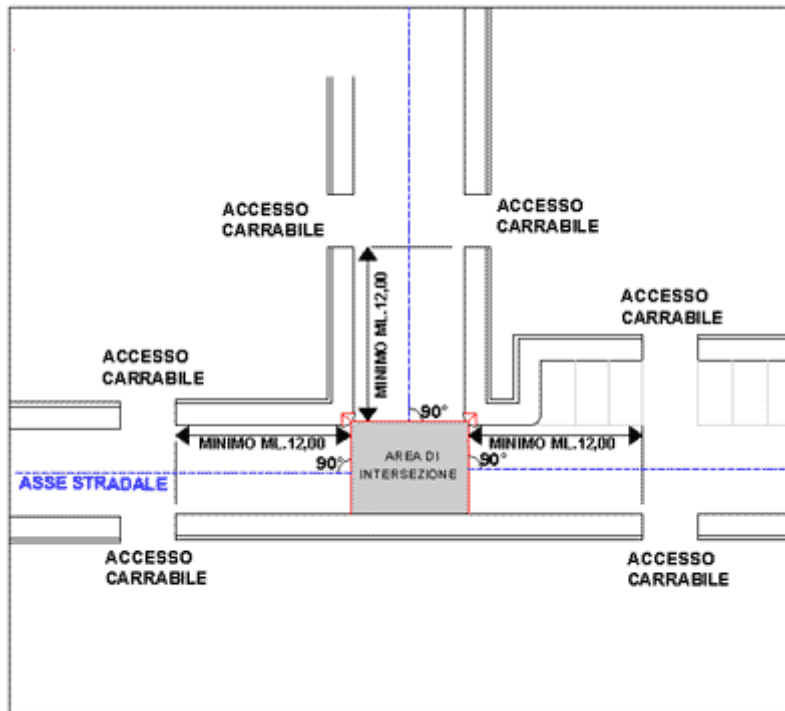 ACCESSO
CARRABILE
ACCESSO
CARRABILE
MINIMO ML.12,00
ACCESSO
CARRABILE
ACCESSO
CARRABILE
90°
MINIMO ML.12,00
MINIMO ML.12,00
90°
AREA DI
INTERSEZIONE
90°
ASSE STRADALE
ACCESSO
CARRABILE
ACCESSO
CARRABILE